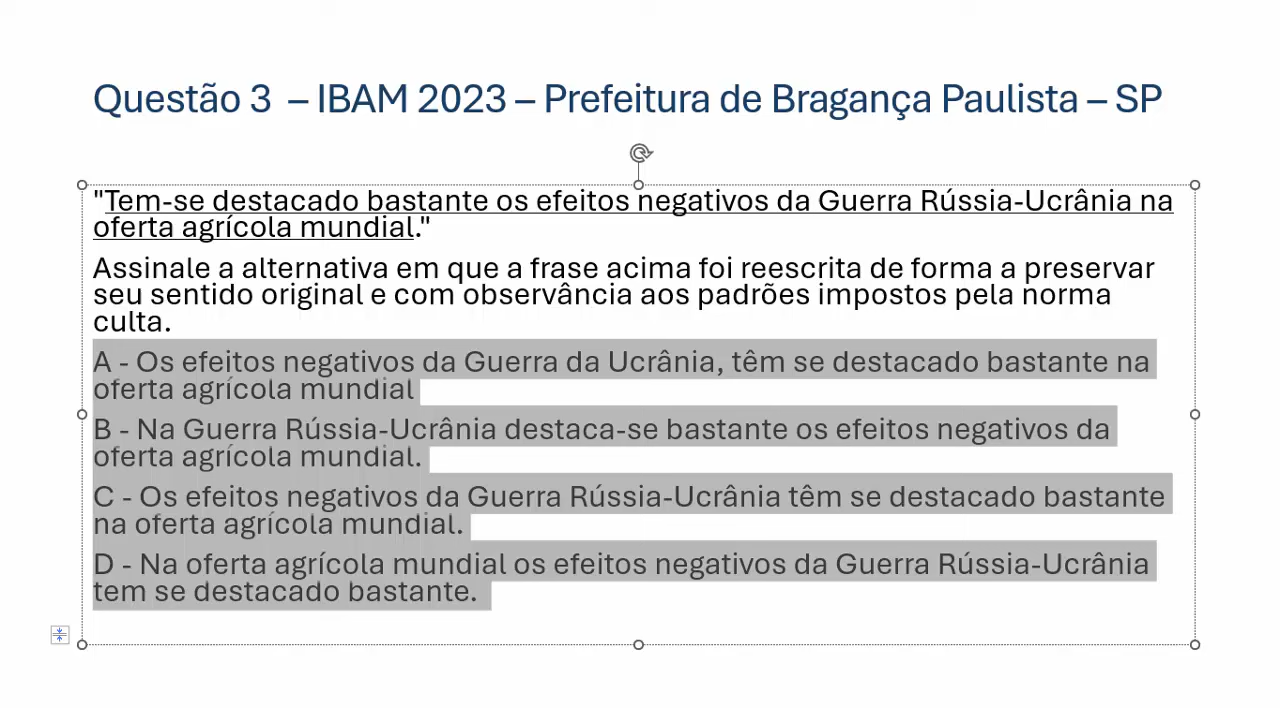 Questão 3 – IBAM 2023 – Prefeitura de Bragança Paulista – SP
"Tem-se destacado bastante os efeitos negativos da Guerra Rússia-Ucrânia na
oferta agrícola mundial."
Assinale a alternativa em que a frase acima foi reescrita de forma a preservar
seu sentido original e com observância aos padrões impostos pela norma
culta.
A - Os efeitos negativos da Guerra da Ucrânia, têm se destacado bastante na
oferta agrícola mundial
B - Na Guerra Rússia-Ucrânia destaca-se bastante os efeitos negativos da
oferta agrícola mundial.
C - Os efeitos negativos da Guerra Rússia-Ucrânia têm se destacado bastante
na oferta agrícola mundial.
D - Na oferta agrícola mundial os efeitos negativos da Guerra Rússia-Ucrânia
tem se destacado bastante.